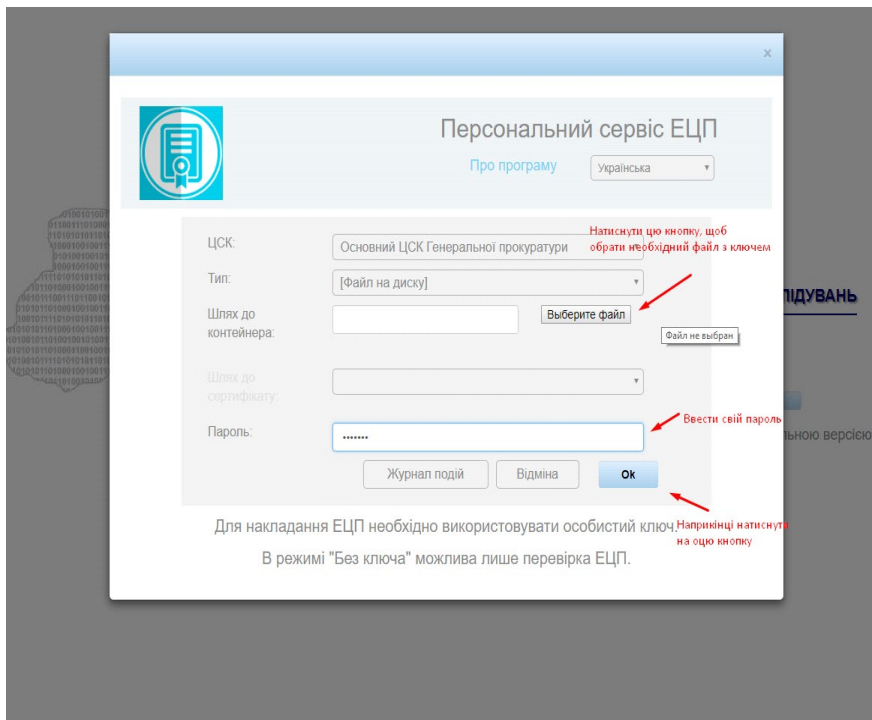 ×
Персональний сервіс ЕЦП
Про програму
Українська
ЦСК:
Основний ЦСК Генеральної прокуратури
Натиснути цю кнопку, щоб
обрати необхідний файл з ключем
Тип:
[Файл на диску]
ЛІДУВАНЬ
Шлях до
контейнера:
Выберите файл
Файл не выбран
Шлях до
сертифікату:
Пароль:
•••••••
Ввести свій пароль
льною версією
Журнал подій
Відміна
Ok
Для накладання ЕЦП необхідно використовувати особистий ключ.
Наприкінці натиснути
на оцю кнопку
В режимі "Без ключа" можлива лише перевірка ЕЦП.